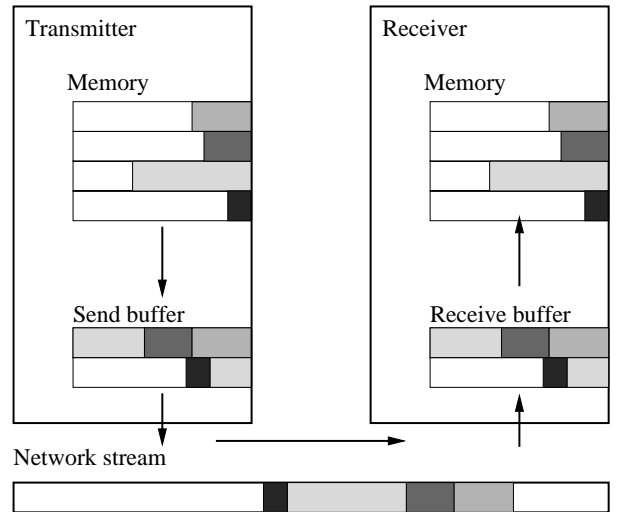 Transmitter
Memory
Send buffer
Receiver
Memory
Receive buffer
Network stream